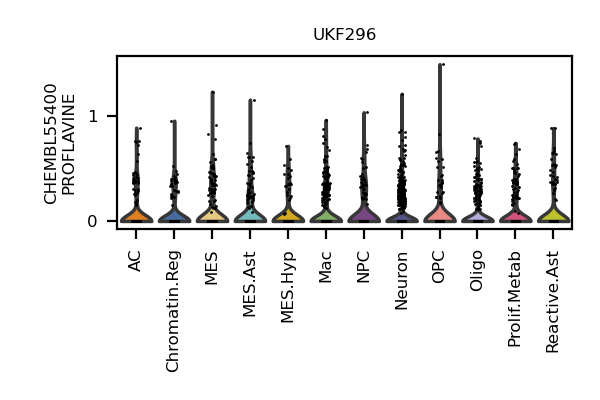 UKF296
CHEMBL55400
PROFLAVINE
1
0
AC
Chromatin.Reg
MES
MES.Ast
MES.Hyp
Mac
NPC
Neuron
OPC
Oligo
Prolif.Metab
Reactive.Ast